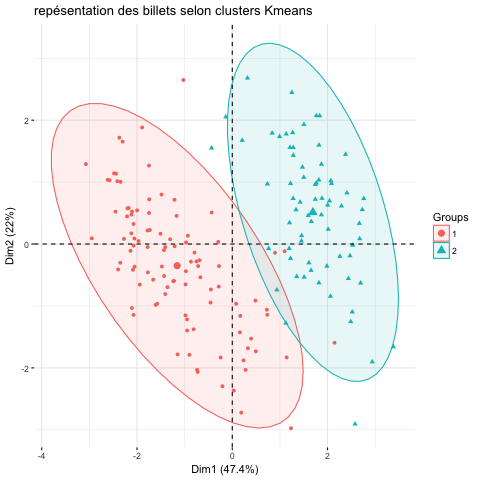 repésentation des billets selon clusters Kmeans
Dim2 (22%)
2
0
-2
-4
-2
0
2
Dim1 (47.4%)
Groups
1
2